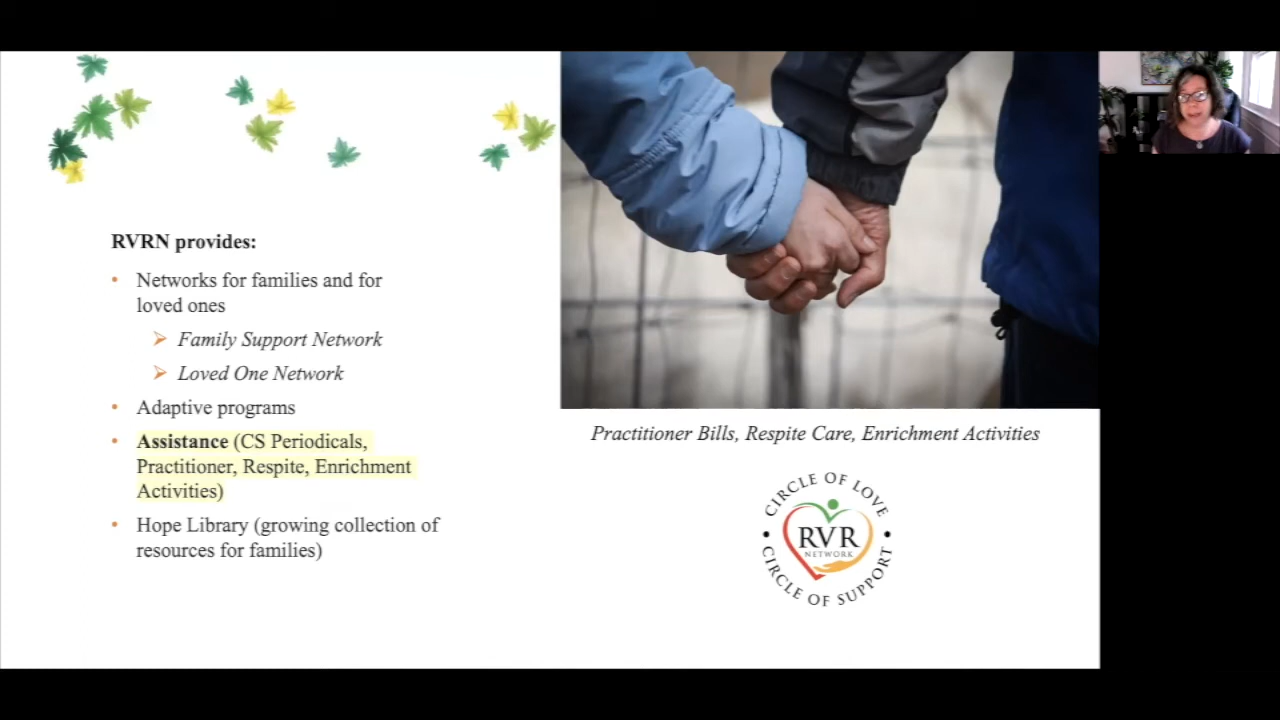 RVRN provides:
• Networks for families and for
loved ones
➢ Family Support Network
➢ Loved One Network
• Adaptive programs
• Assistance (CS Periodicals,
Practitioner, Respite, Enrichment
Activities)
• Hope Library (growing collection of
resources for families)
Practitioner Bills, Respite Care, Enrichment Activities
CIRCLE OF LOVE
RVR
NETWORK
CIRCLE OF SUPPORT